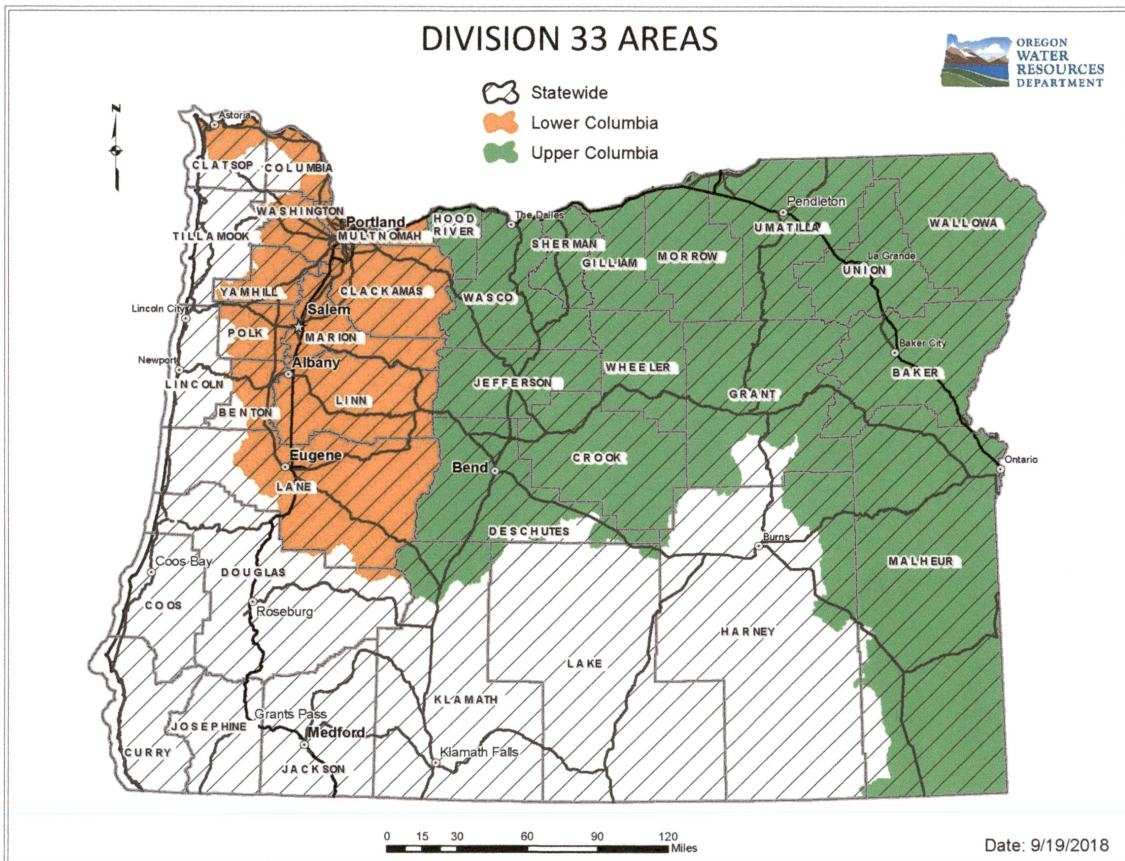 DIVISION 33 AREAS
OREGON
WATER
RESOURCES
DEPARTMENT
Statewide
Lower Columbia
Upper Columbia
N
Astoria
CLATSOP
COLUMBIA
WASHINGTON
Portland
MULTNOMAH
HOOD
RIVER
The Dalles
SHERMAN
GILLIAM
MORROW
Pendleton
UMATILLA
WALLOWA
La Grande
UNION
TILLAMOOK
YAMHILL
CLACKAMAS
WASCO
Lincoln City
Salem
POLK
MARION
Newport
LINCOLN
Albany
BENTON
LINN
JEFFERSON
WHEELER
GRANT
Baker City
BAKER
Eugene
LANE
Bend
CROOK
Ontario
DESCHUTES
Burns
MALHEUR
Coos Bay
COOS
DOUGLAS
Roseburg
HARNEY
LAKE
KLAMATH
Grants Pass
JOSEPHINE
Medford
CURRY
JACKSON
Klamath Falls
0 15 30 60 90 120
Miles
Date: 9/19/2018